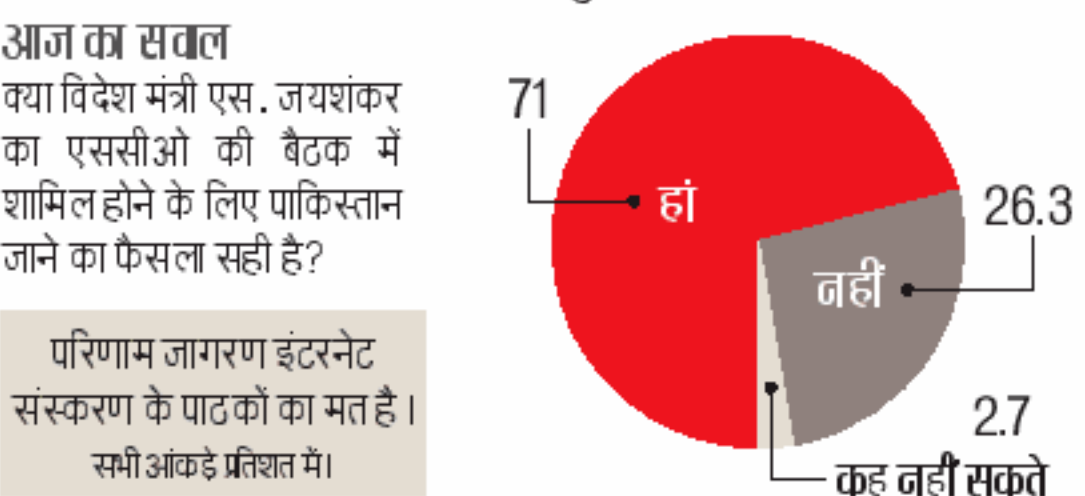 आज का सवाल
क्या विदेश मंत्री एस. जयशंकर
का एससीओ की बैठक में
शामिल होने के लिए पाकिस्तान
जाने का फैसला सही है?
परिणाम जागरण इंटरनेट
संस्करण के पाठकों का मत है।
सभी आंकड़े प्रतिशत में।
71
हां
26.3
नहीं
2.7
कह नहीं सकते